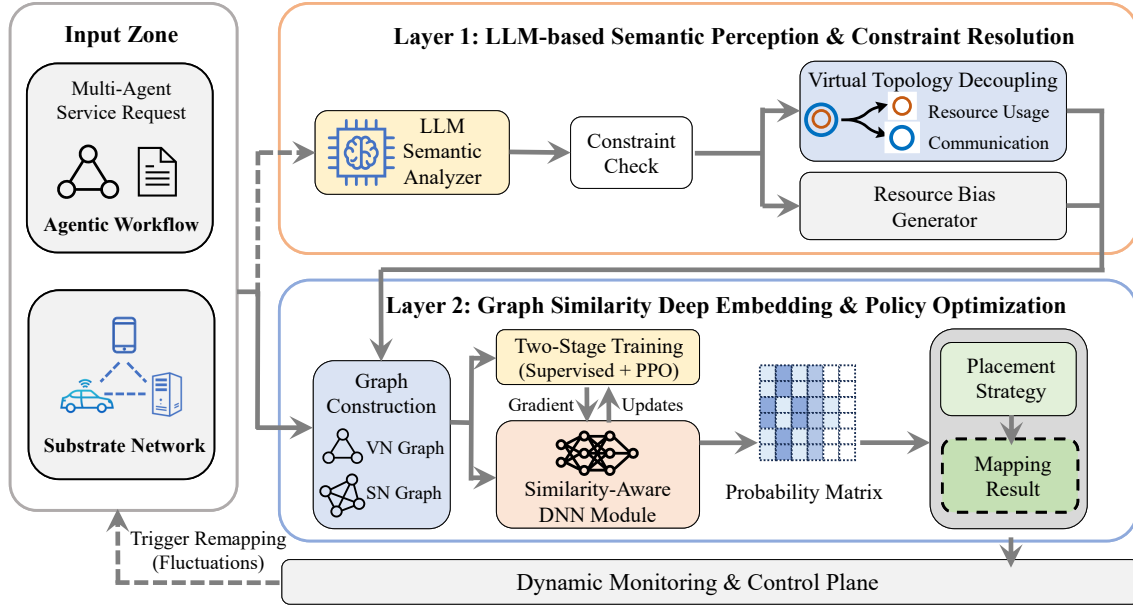 Input Zone
Multi-Agent
Service Request
Agentic Workflow
Substrate Network
Layer 1: LLM-based Semantic Perception & Constraint Resolution
LLM
Semantic
Analyzer
Constraint
Check
Virtual Topology Decoupling
Resource Usage
Communication
Resource Bias
Generator
Layer 2: Graph Similarity Deep Embedding & Policy Optimization
Graph
Construction
VN Graph
SN Graph
Two-Stage Training
(Supervised + PPO)
Gradient
Updates
Similarity-Aware
DNN Module
Probability Matrix
Placement
Strategy
Mapping
Result
Trigger Remapping
(Fluctuations)
Dynamic Monitoring & Control Plane